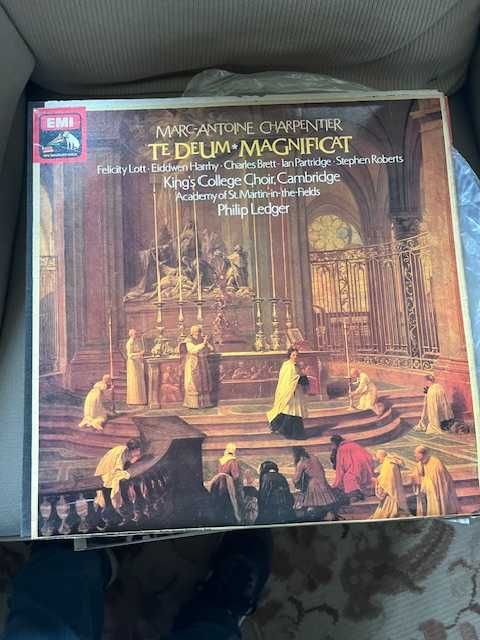 EMI
MARC-ANTOINE CHARPENTIER
TE DEUM * MAGNIFICAT
Felicity Lott · Eiddwen Harrhy · Charles Brett · Ian Partridge · Stephen Roberts
King's College Choir, Cambridge
Academy of St. Martin-in-the-Fields
Philip Ledger